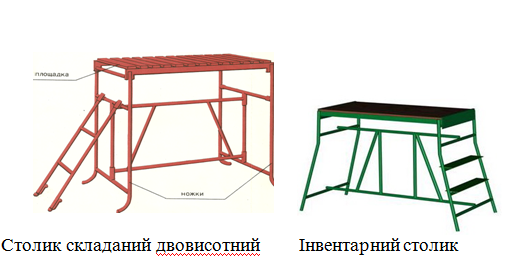 площадка
ножки
Столик складаний двовисотний Інвентарний столик